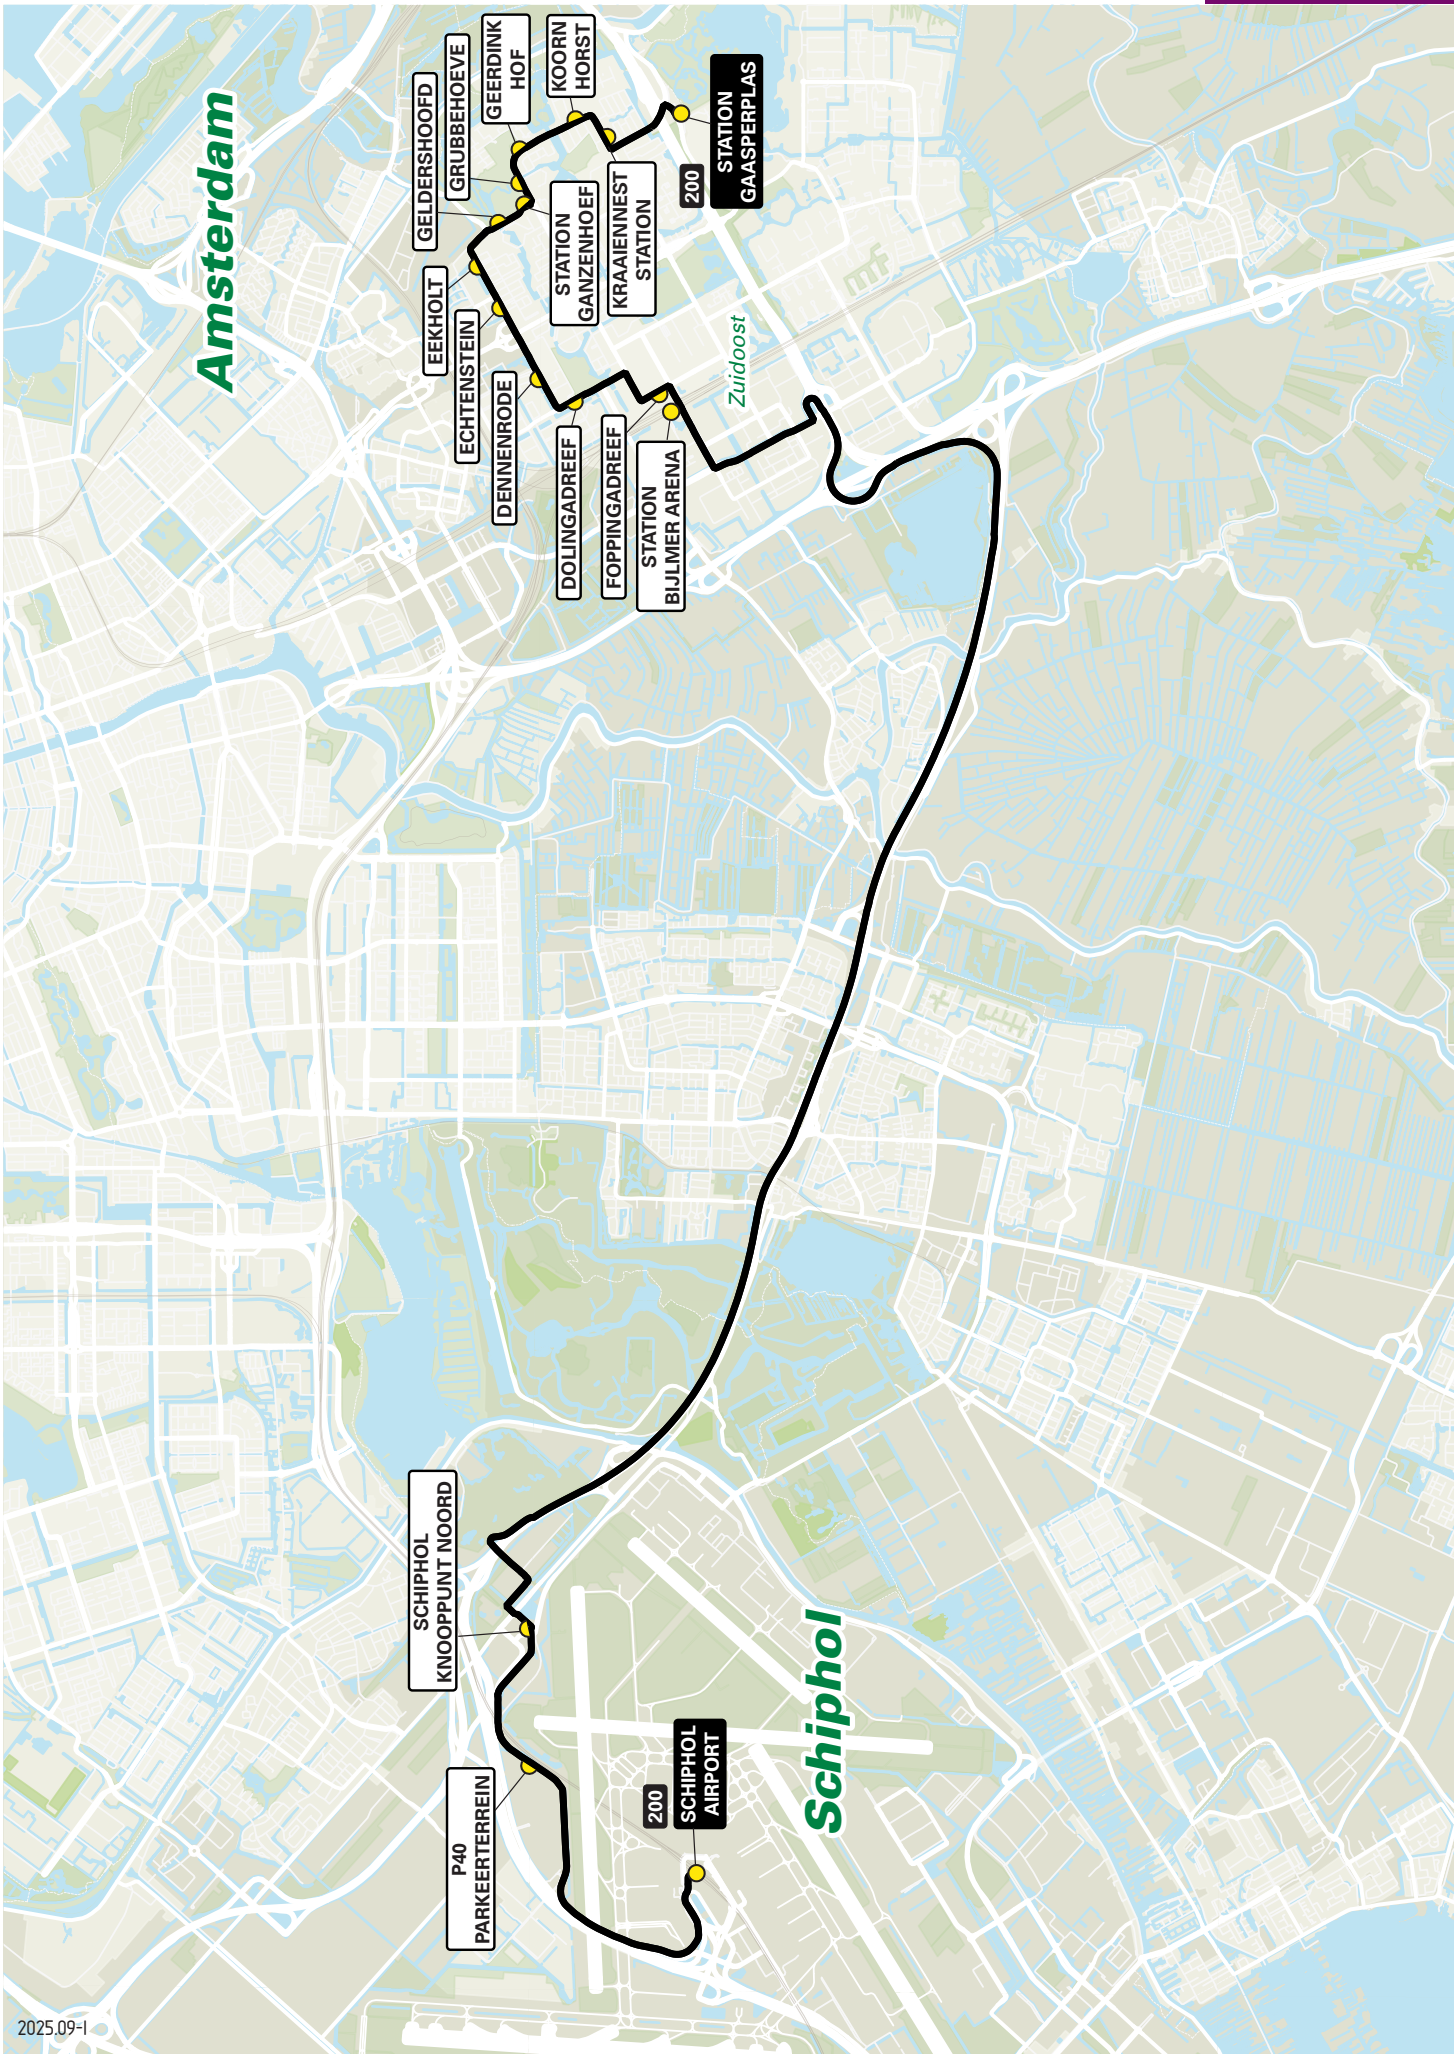 Amsterdam
GELDERSHOOFD
GRUBBEHOEVE
GEERDINK
HOF
KOORN
HORST
STATION
GAASPERPLAS
200
KRAAIENNEST
STATION
STATION
GANZENHOEF
EEKHOLT
ECHTENSTEIN
DENNENRODE
DOLINGADREEF
FOPPINGADREEF
STATION
BIJLMER ARENA
Zuidoost
SCHIPHOL
KNOOPPUNT NOORD
P40
PARKEERTERREIN
200
SCHIPHOL
AIRPORT
Schiphol
2025.09-I